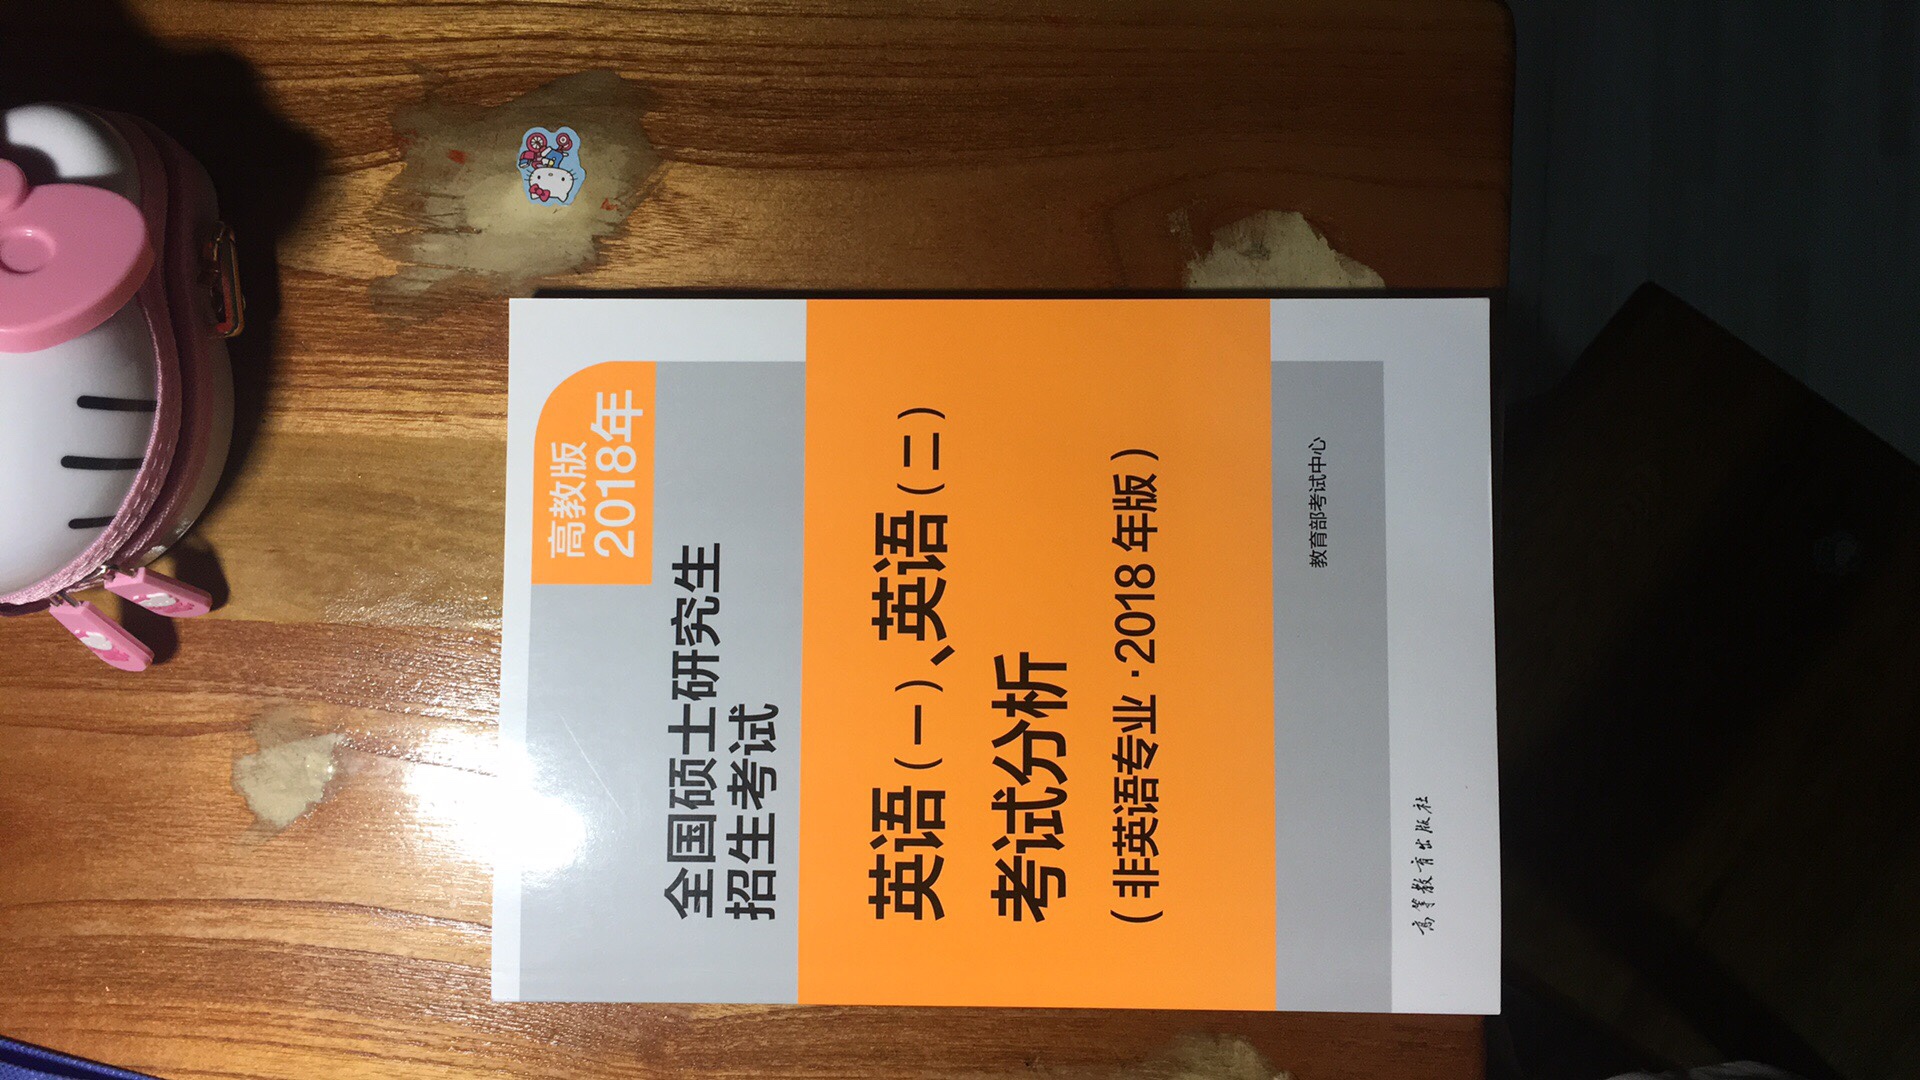 高教版
2018年
全国硕士研究生
招生考试
英语(一)、英语(二)
考试分析
(非英语专业·2018年版)
教育部考试中心
高等教育出版社